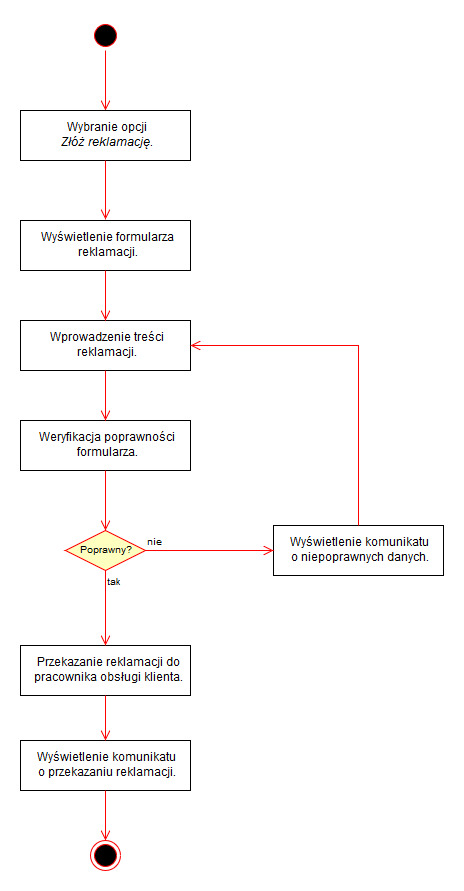 Wybranie opcji
Złóż reklamację.
Wyświetlenie formularza
reklamacji.
Wprowadzenie treści
reklamacji.
Weryfikacja poprawności
formularza.
Poprawny?
nie
Wyświetlenie komunikatu
o niepoprawnych danych.
tak
Przekazanie reklamacji do
pracownika obsługi klienta.
Wyświetlenie komunikatu
o przekazaniu reklamacji.